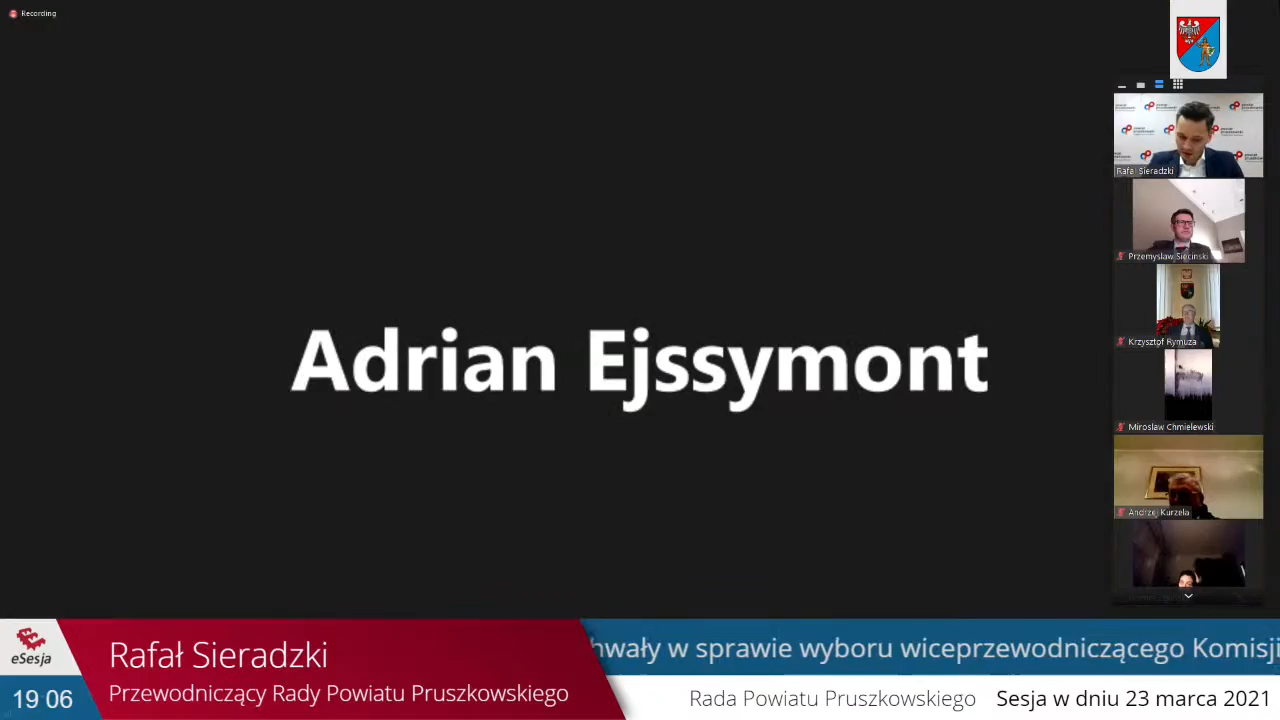 Recording
Rafał Sieradzki
Przemysław Sieciński
Krzysztof Rymuza
Mirosław Chmielewski
Andrzej Kurzela
Adrian Ejssymont
eSesja
Rafał Sieradzki
Przewodniczący Rady Powiatu Pruszkowskiego
hwały w sprawie wyboru wiceprzewodniczącego Komisji
19 06
Rada Powiatu Pruszkowskiego Sesja w dniu 23 marca 2021